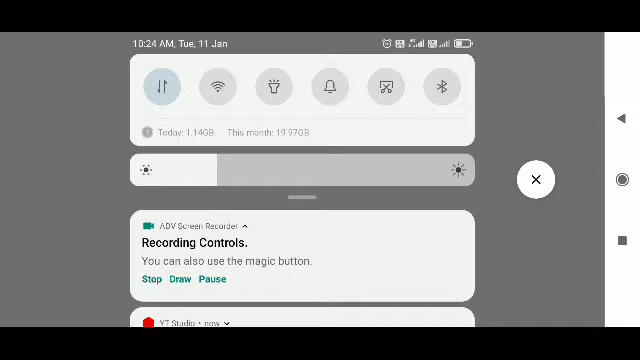 10:24 AM, Tue, 11 Jan
Today: 1.14GB This month: 19.97GB
ADV Screen Recorder
Recording Controls.
You can also use the magic button.
Stop Draw Pause
YT Studio • now